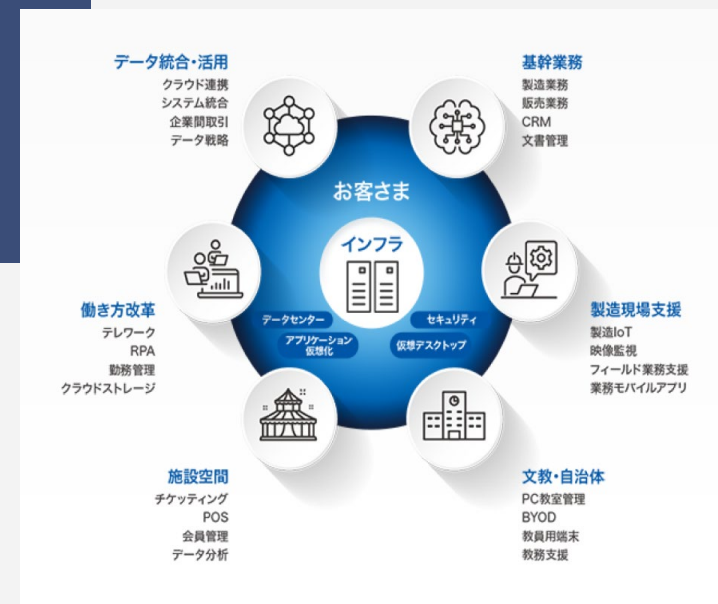 データ統合・活用
クラウド連携
システム統合
企業間取引
データ戦略
基幹業務
製造業務
販売業務
CRM
文書管理
お客さま
インフラ
データセンター
セキュリティ
アプリケーション
仮想化
仮想デスクトップ
働き方改革
テレワーク
RPA
勤務管理
クラウドストレージ
製造現場支援
製造IoT
映像監視
フィールド業務支援
業務モバイルアプリ
施設空間
チケッティング
POS
会員管理
データ分析
文教・自治体
PC教室管理
BYOD
教員用端末
教務支援